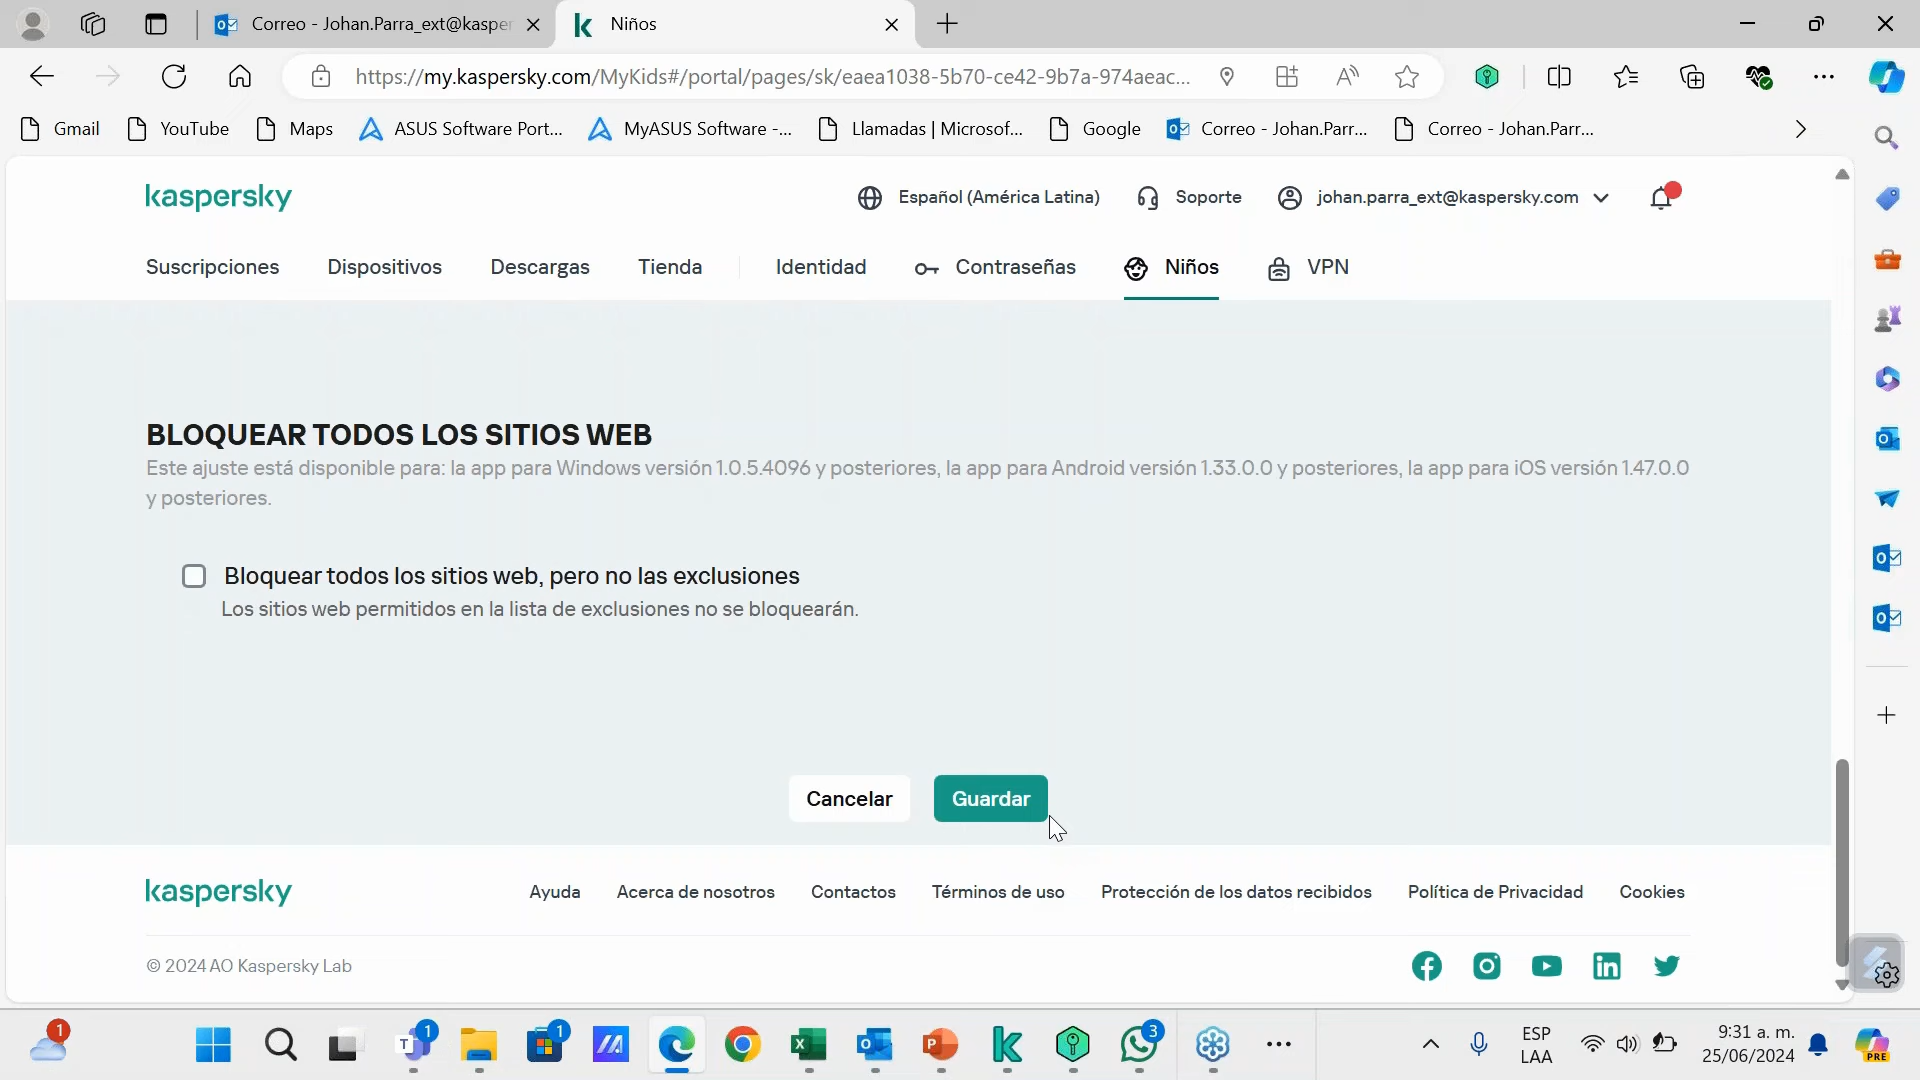 Correo - Johan.Parra_ext@kasper
Niños
https://my.kaspersky.com/MyKids#/portal/pages/sk/eaea1038-5b70-ce42-9b7a-974aeac...
Gmail
YouTube
Maps
ASUS Software Port...
MyASUS Software -...
Llamadas | Microsof...
Google
Correo - Johan.Parr...
Correo - Johan.Parr...
kaspersky
Español (América Latina)
Soporte
johan.parra_ext@kaspersky.com
Suscripciones
Dispositivos
Descargas
Tienda
Identidad
Contraseñas
Niños
VPN
BLOQUEAR TODOS LOS SITIOS WEB
Este ajuste está disponible para: la app para Windows versión 1.0.5.4096 y posteriores, la app para Android versión 1.33.0.0 y posteriores, la app para iOS versión 1.47.0.0
y posteriores.
Bloquear todos los sitios web, pero no las exclusiones
Los sitios web permitidos en la lista de exclusiones no se bloquearán.
Cancelar
Guardar
kaspersky
Ayuda
Acerca de nosotros
Contactos
Términos de uso
Protección de los datos recibidos
Política de Privacidad
Cookies
© 2024 AO Kaspersky Lab
1
1
1
3
ESP
LAA
9:31 a. m.
25/06/2024
PRE